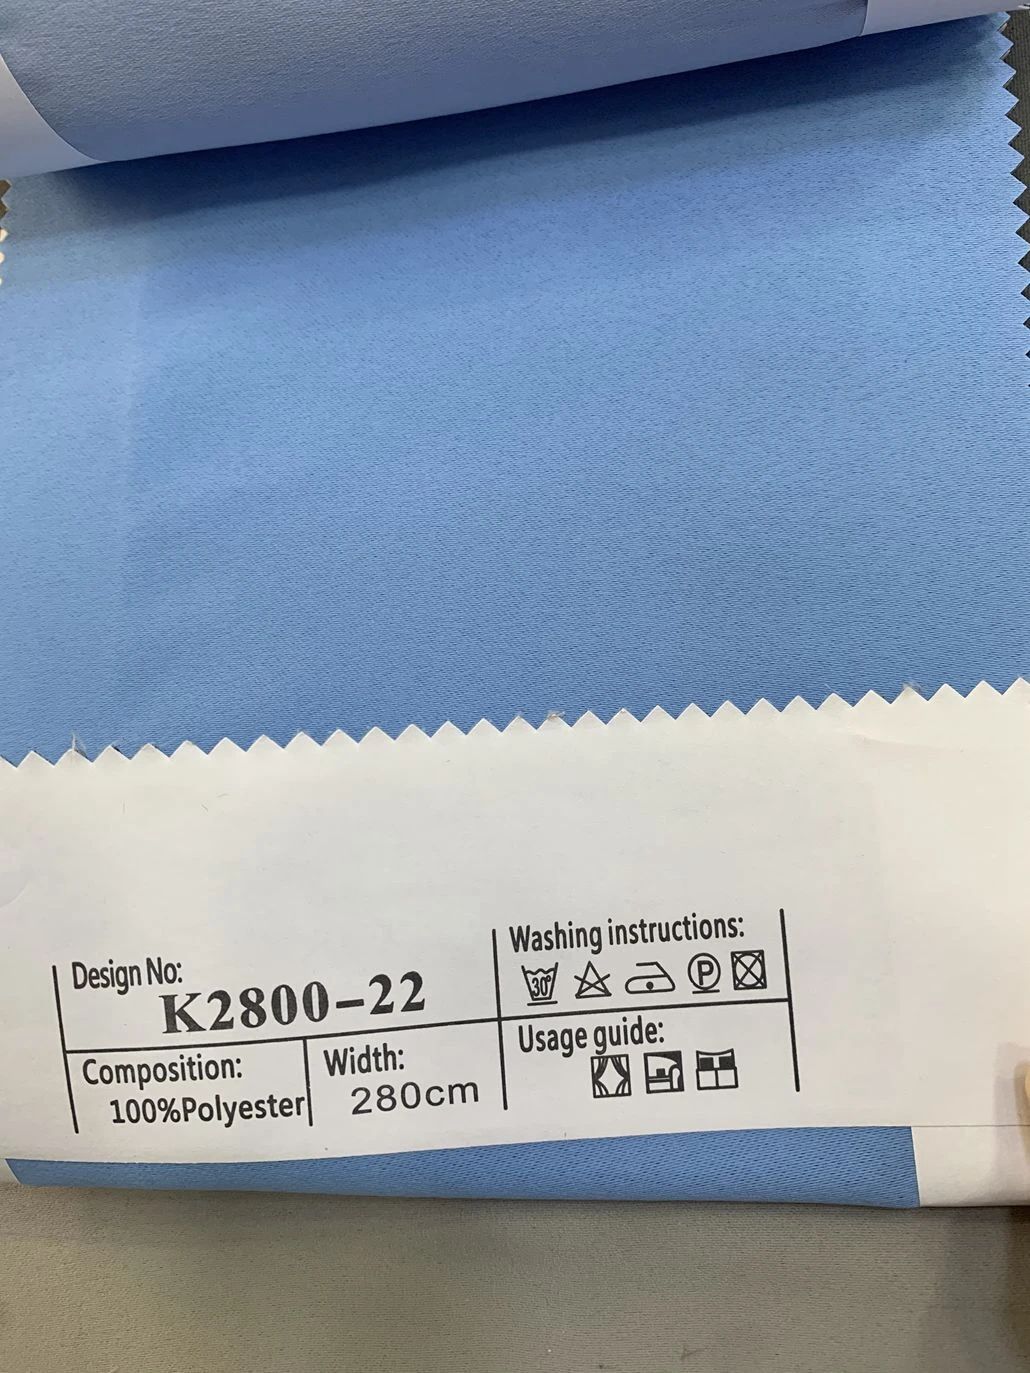 Design No:
K2800-22
Composition:
100%Polyester
Width:
280cm
Washing instructions:
30°
P
Usage guide: